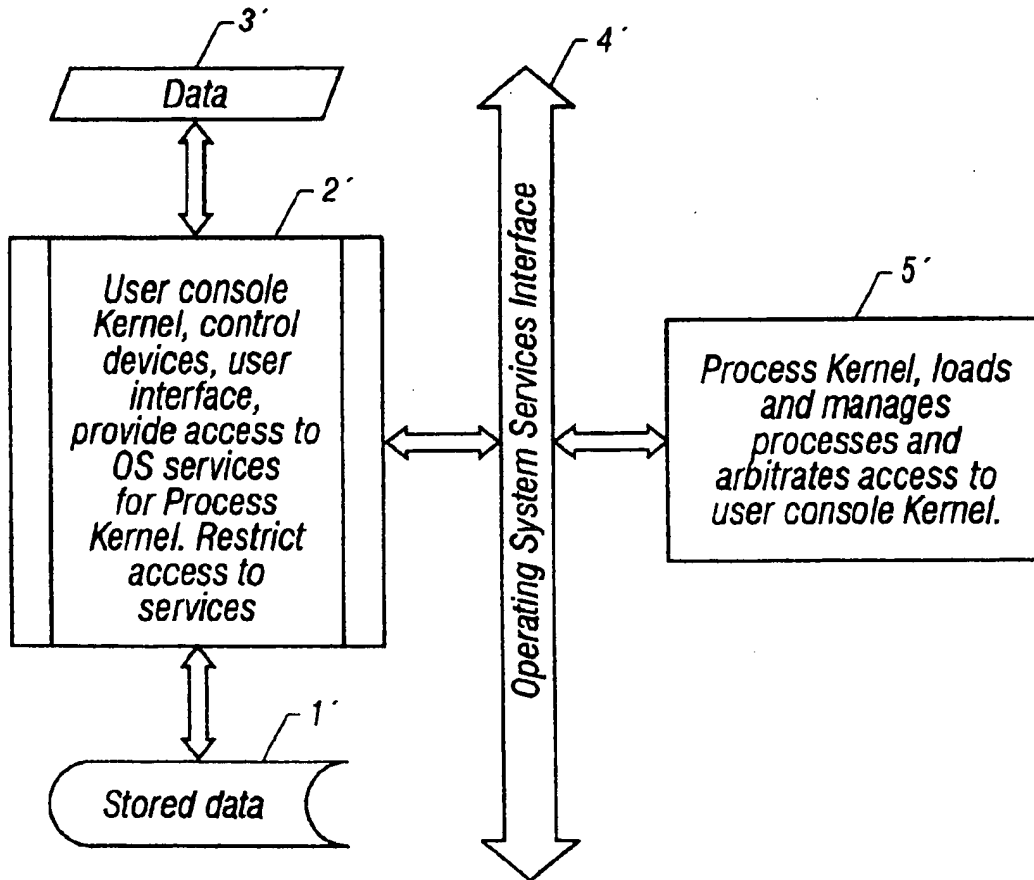 3´
Data
4´
2´
User console
Kernel, control
devices, user
interface,
provide access to
OS services
for Process
Kernel. Restrict
access to
services
Operating System Services Interface
5´
Process Kernel, loads
and manages
processes and
arbitrates access to
user console Kernel.
1´
Stored data